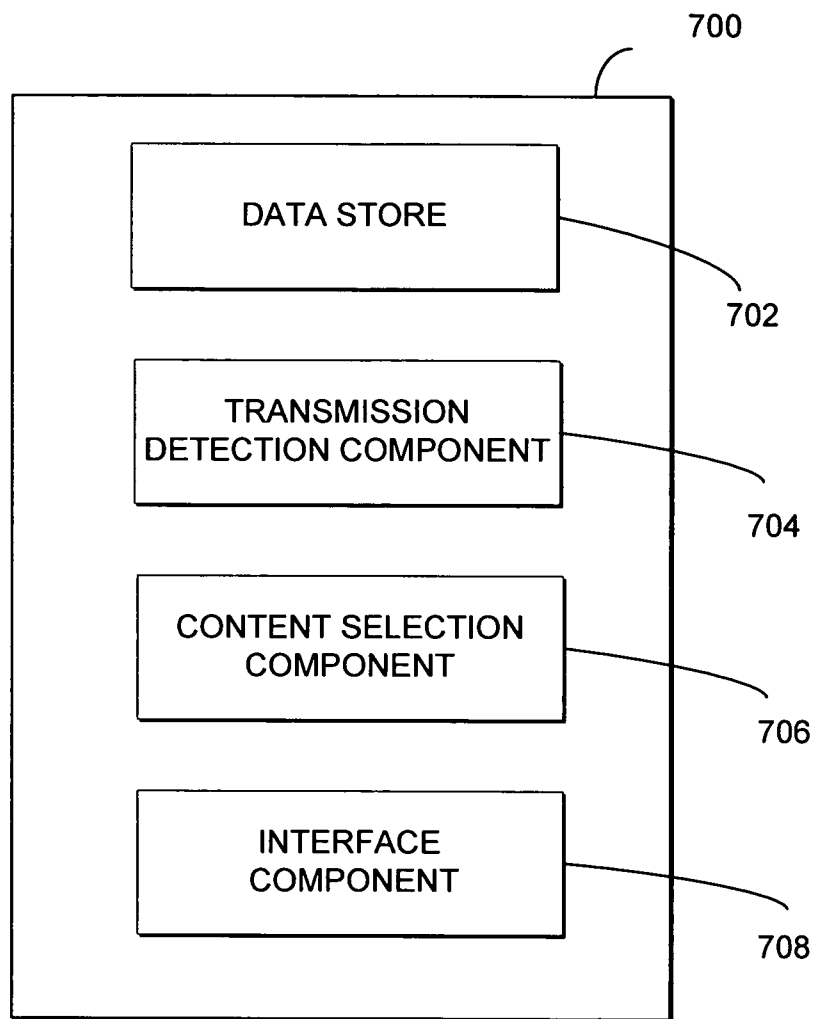 700
DATA STORE
702
TRANSMISSION
DETECTION COMPONENT
704
CONTENT SELECTION
COMPONENT
706
INTERFACE
COMPONENT
708